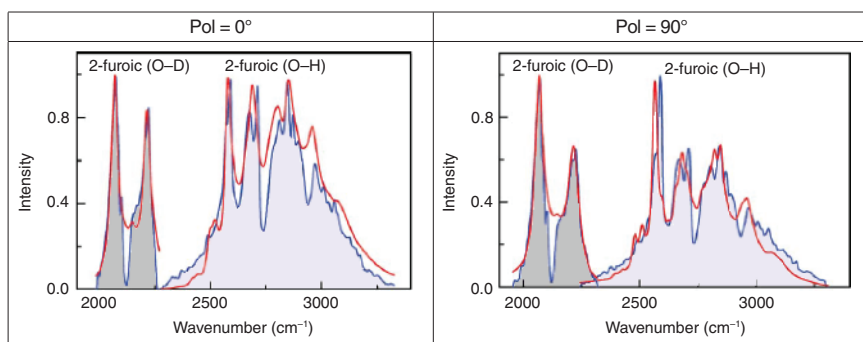 Pol = 0°
Pol = 90°
2-furoic (O–D) 2-furoic (O–H)
0.8
0.4
0.0
Intensity
2000 2500 3000
Wavenumber (cm⁻¹)
2-furoic (O–D) 2-furoic (O–H)
0.8
0.4
0.0
Intensity
2000 2500 3000
Wavenumber (cm⁻¹)